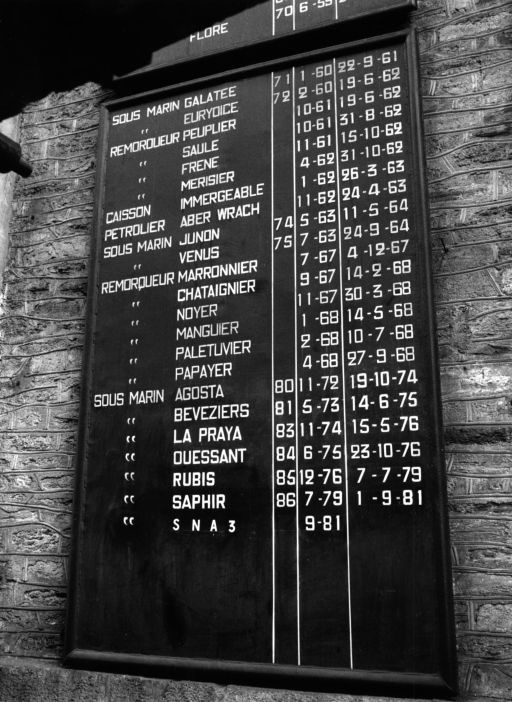 FLORE 70
SOUS MARIN GALATEE 71 1-60 22-9-61
" EURYDICE 72 2-60 19-6-62
REMORQUEUR PEUPLIER 10-61 19-6-62
" SAULE 10-61 31-8-62
" FRENE 11-61 15-10-62
" MERISIER 4-62 31-10-62
CAISSON IMMERGEABLE 1-62 26-3-63
PETROLIER ABER WRACH 11-62 24-4-63
SOUS MARIN JUNON 74 5-63 11-5-64
" VENUS 75 7-63 24-9-64
REMORQUEUR MARRONNIER 7-67 4-12-67
" CHATAIGNIER 9-67 14-2-68
" NOYER 11-67 30-3-68
" MANGUIER 1-68 14-5-68
" PALETUVIER 2-68 10-7-68
" PAPAYER 4-68 27-9-68
SOUS MARIN AGOSTA 80 11-72 19-10-74
" BEVEZIERS 81 5-73 14-6-75
" LA PRAYA 83 11-74 15-5-76
" OUESSANT 84 6-75 23-10-76
" RUBIS 85 12-76 7-7-79
" SAPHIR 86 7-79 1-9-81
" SNA 3 9-81